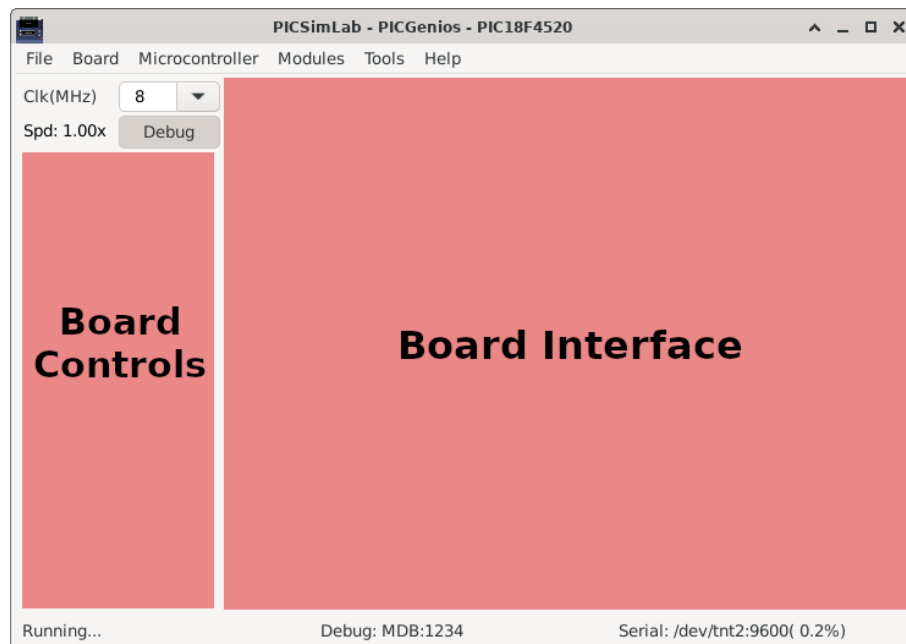 PICSimLab - PICGenios - PIC18F4520
File Board Microcontroller Modules Tools Help
Clk(MHz) 8
Spd: 1.00x Debug
Board
Controls
Board Interface
Running... Debug: MDB:1234 Serial: /dev/tnt2:9600( 0.2%)